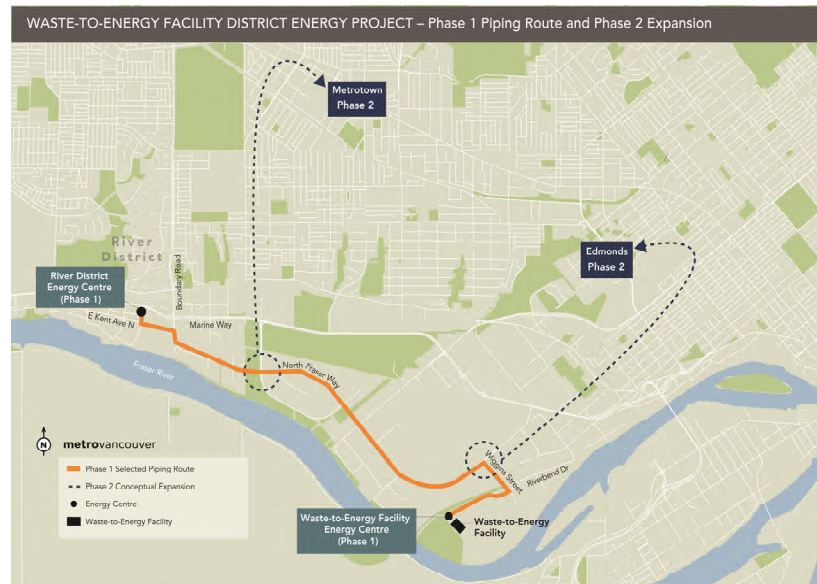 WASTE-TO-ENERGY FACILITY DISTRICT ENERGY PROJECT – Phase 1 Piping Route and Phase 2 Expansion
Metrotown
Phase 2
River
District
Edmonds
Phase 2
River District
Energy Centre
(Phase 1)
Boundary Road
E Kent Ave N
Marine Way
Fraser River
North Fraser Way
N
metrovancouver
Phase 1 Selected Piping Route
Phase 2 Conceptual Expansion
Energy Centre
Waste-to-Energy Facility
Wiggins Street
Riverbend Dr
Waste-to-Energy Facility
Energy Centre
(Phase 1)
Waste-to-Energy
Facility